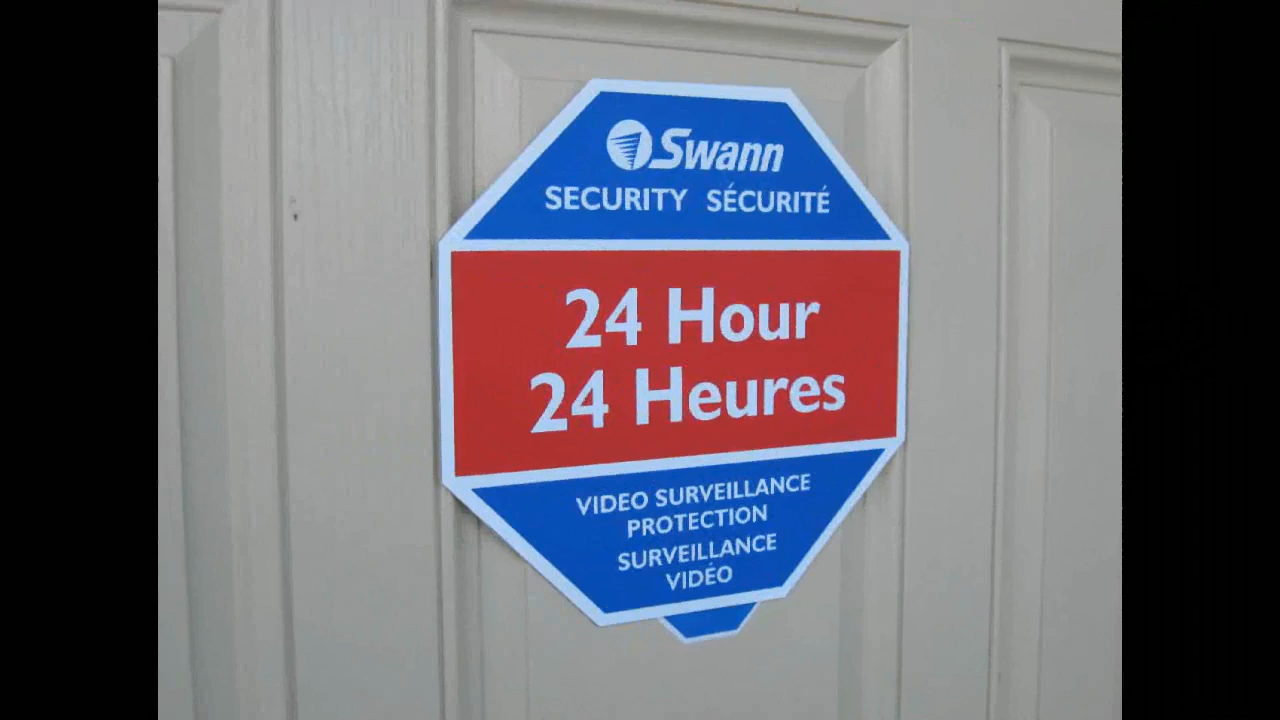 Swann
SECURITY SÉCURITÉ
24 Hour
24 Heures
VIDEO SURVEILLANCE
PROTECTION
SURVEILLANCE
VIDÉO